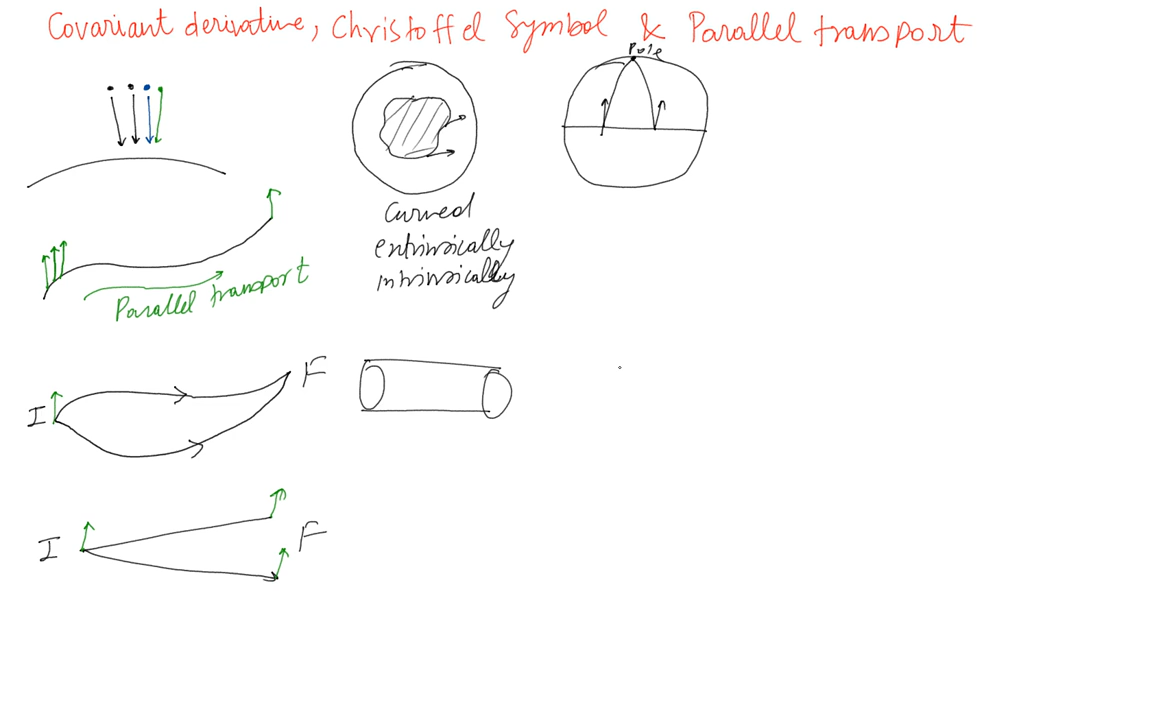 Covariant derivative, Christoffel Symbol & Parallel transport
Pole
Curved
extrinsically
intrinsically
Parallel transport
I
F
I
F